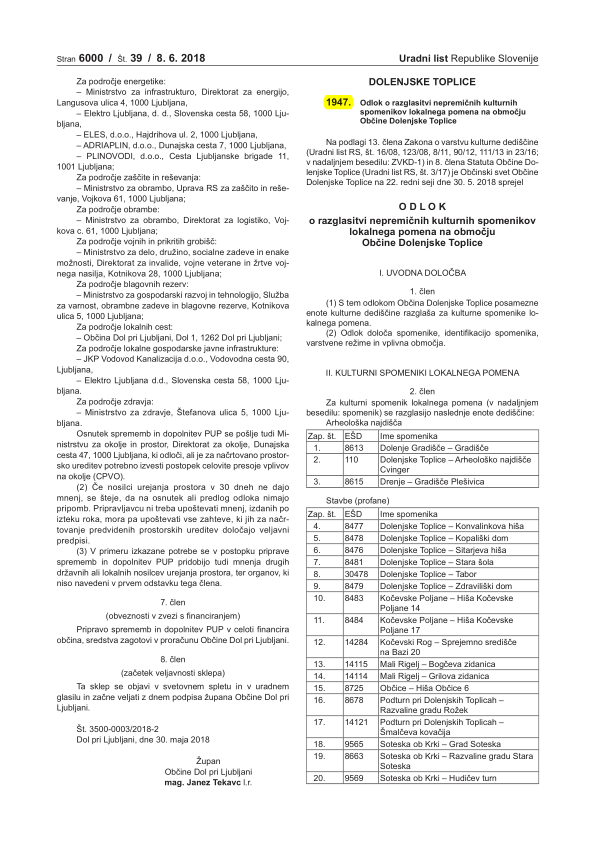 Stran 6000 / Št. 39 / 8. 6. 2018
Uradni list Republike Slovenije
Za področje energetike:
– Ministrstvo za infrastrukturo, Direktorat za energijo,
Langusova ulica 4, 1000 Ljubljana,
– Elektro Ljubljana, d. d., Slovenska cesta 58, 1000 Lju-
bljana,
– ELES, d.o.o., Hajdrihova ul. 2, 1000 Ljubljana,
– ADRIAPLIN, d.o.o., Dunajska cesta 7, 1000 Ljubljana,
– PLINOVODI, d.o.o., Cesta Ljubljanske brigade 11,
1001 Ljubljana;
Za področje zaščite in reševanja:
– Ministrstvo za obrambo, Uprava RS za zaščito in reše-
vanje, Vojkova 61, 1000 Ljubljana;
Za področje obrambe:
– Ministrstvo za obrambo, Direktorat za logistiko, Voj-
kova c. 61, 1000 Ljubljana;
Za področje vojnih in prikritih grobišč:
– Ministrstvo za delo, družino, socialne zadeve in enake
možnosti, Direktorat za invalide, vojne veterane in žrtve voj-
nega nasilja, Kotnikova 28, 1000 Ljubljana;
Za področje blagovnih rezerv:
– Ministrstvo za gospodarski razvoj in tehnologijo, Služba
za varnost, obrambne zadeve in blagovne rezerve, Kotnikova
ulica 5, 1000 Ljubljana;
Za področje lokalnih cest:
– Občina Dol pri Ljubljani, Dol 1, 1262 Dol pri Ljubljani;
Za področje lokalne gospodarske javne infrastrukture:
– JKP Vodovod Kanalizacija d.o.o., Vodovodna cesta 90,
Ljubljana,
– Elektro Ljubljana d.d., Slovenska cesta 58, 1000 Lju-
bljana.
Za področje zdravja:
– Ministrstvo za zdravje, Štefanova ulica 5, 1000 Lju-
bljana.
Osnutek sprememb in dopolnitev PUP se pošlje tudi Mi-
nistrstvu za okolje in prostor, Direktorat za okolje, Dunajska
cesta 47, 1000 Ljubljana, ki odloči, ali je za načrtovano prostor-
sko ureditev potrebno izvesti postopek celovite presoje vplivov
na okolje (CPVO).
(2) Če nosilci urejanja prostora v 30 dneh ne dajo
mnenj, se šteje, da na osnutek ali predlog odloka nimajo
pripomb. Pripravljavcu ni treba upoštevati mnenj, izdanih po
izteku roka, mora pa upoštevati vse zahteve, ki jih za načr-
tovanje predvidenih prostorskih ureditev določajo veljavni
predpisi.
(3) V primeru izkazane potrebe se v postopku priprave
sprememb in dopolnitev PUP pridobijo tudi mnenja drugih
državnih ali lokalnih nosilcev urejanja prostora, ter organov, ki
niso navedeni v prvem odstavku tega člena.
7. člen
(obveznosti v zvezi s financiranjem)
Pripravo sprememb in dopolnitev PUP v celoti financira
občina, sredstva zagotovi v proračunu Občine Dol pri Ljubljani.
8. člen
(začetek veljavnosti sklepa)
Ta sklep se objavi v svetovnem spletu in v uradnem
glasilu in začne veljati z dnem podpisa župana Občine Dol pri
Ljubljani.
Št. 3500-0003/2018-2
Dol pri Ljubljani, dne 30. maja 2018
Župan
Občine Dol pri Ljubljani
mag. Janez Tekavc l.r.
DOLENJSKE TOPLICE
1947. Odlok o razglasitvi nepremičnih kulturnih
spomenikov lokalnega pomena na območju
Občine Dolenjske Toplice
Na podlagi 13. člena Zakona o varstvu kulturne dediščine
(Uradni list RS, št. 16/08, 123/08, 8/11, 90/12, 111/13 in 23/16;
v nadaljnjem besedilu: ZVKD-1) in 8. člena Statuta Občine Do-
lenjske Toplice (Uradni list RS, št. 3/17) je Občinski svet Občine
Dolenjske Toplice na 22. redni seji dne 30. 5. 2018 sprejel
O D L O K
o razglasitvi nepremičnih kulturnih spomenikov
lokalnega pomena na območju
Občine Dolenjske Toplice
I. UVODNA DOLOČBA
1. člen
(1) S tem odlokom Občina Dolenjske Toplice posamezne
enote kulturne dediščine razglaša za kulturne spomenike lo-
kalnega pomena.
(2) Odlok določa spomenike, identifikacijo spomenika,
varstvene režime in vplivna območja.
II. KULTURNI SPOMENIKI LOKALNEGA POMENA
2. člen
Za kulturni spomenik lokalnega pomena (v nadaljnjem
besedilu: spomenik) se razglasijo naslednje enote dediščine:
Arheološka najdišča
Zap. št. EŠD Ime spomenika
1. 8613 Dolenje Gradišče – Gradišče
2. 110 Dolenjske Toplice – Arheološko najdišče
Cvinger
3. 8615 Drenje – Gradišče Plešivica
Stavbe (profane)
Zap. št. EŠD Ime spomenika
4. 8477 Dolenjske Toplice – Konvalinkova hiša
5. 8478 Dolenjske Toplice – Kopališki dom
6. 8476 Dolenjske Toplice – Sitarjeva hiša
7. 8481 Dolenjske Toplice – Stara šola
8. 30478 Dolenjske Toplice – Tabor
9. 8479 Dolenjske Toplice – Zdraviliški dom
10. 8483 Kočevske Poljane – Hiša Kočevske
Poljane 14
11. 8484 Kočevske Poljane – Hiša Kočevske
Poljane 17
12. 14284 Kočevski Rog – Sprejemno središče
na Bazi 20
13. 14115 Mali Rigelj – Bogčeva zidanica
14. 14114 Mali Rigelj – Grilova zidanica
15. 8725 Občice – Hiša Občice 6
16. 8678 Podturn pri Dolenjskih Toplicah –
Razvaline gradu Rožek
17. 14121 Podturn pri Dolenjskih Toplicah –
Šmalčeva kovačija
18. 9565 Soteska ob Krki – Grad Soteska
19. 8663 Soteska ob Krki – Razvaline gradu Stara
Soteska
20. 9569 Soteska ob Krki – Hudičev turn